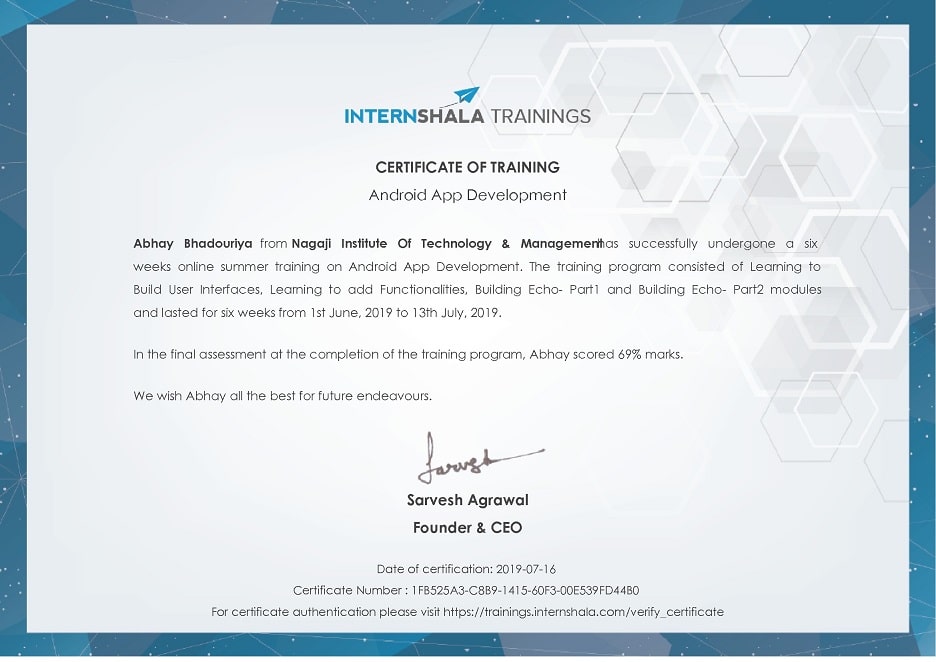 INTERNSHALA TRAININGS
CERTIFICATE OF TRAINING
Android App Development
Abhay Bhadouriya from Nagaji Institute Of Technology & Management has successfully undergone a six
weeks online summer training on Android App Development. The training program consisted of Learning to
Build User Interfaces, Learning to add Functionalities, Building Echo- Part1 and Building Echo- Part2 modules
and lasted for six weeks from 1st June, 2019 to 13th July, 2019.
In the final assessment at the completion of the training program, Abhay scored 69% marks.
We wish Abhay all the best for future endeavours.
Sarvesh
Sarvesh Agrawal
Founder & CEO
Date of certification: 2019-07-16
Certificate Number : 1FB525A3-C8B9-1415-60F3-00E539FD44B0
For certificate authentication please visit https://trainings.internshala.com/verify_certificate